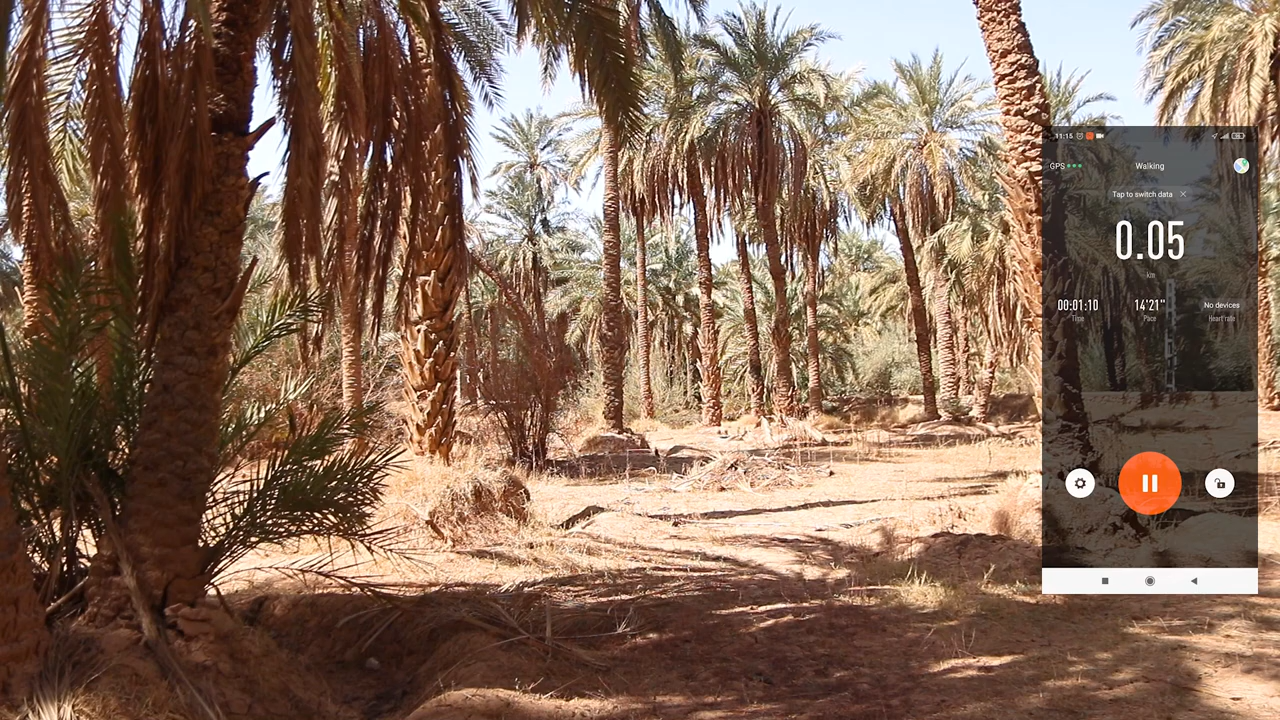 11:15
GPS
Walking
Tap to switch data
0.05
km
00:01:10 14'21" No devices
Time Pace Heart rate